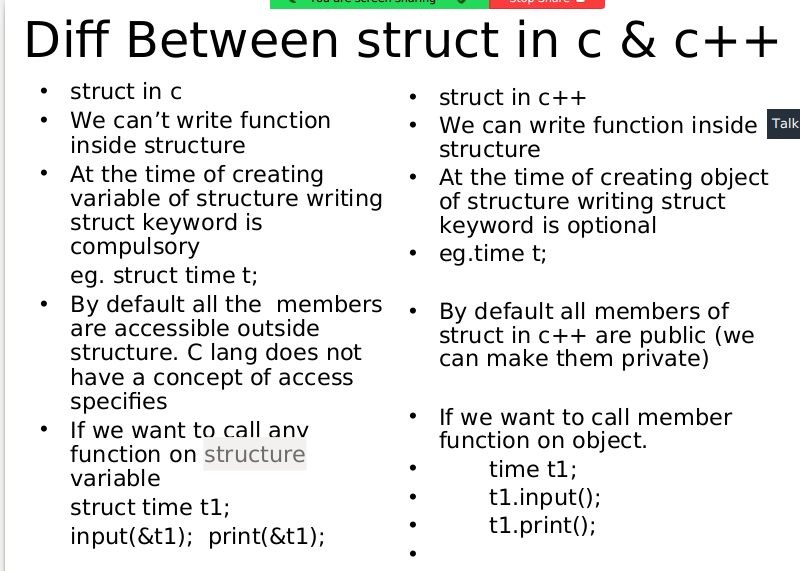 You are screen sharing
Stop Share
Diff Between struct in c & c++
• struct in c
• We can’t write function
inside structure
• At the time of creating
variable of structure writing
struct keyword is
compulsory
eg. struct time t;
• By default all the  members
are accessible outside
structure. C lang does not
have a concept of access
specifies
• If we want to call any
function on structure
variable
struct time t1;
input(&t1);  print(&t1);
• struct in c++
• We can write function inside
structure
• At the time of creating object
of structure writing struct
keyword is optional
• eg.time t;
• By default all members of
struct in c++ are public (we
can make them private)
• If we want to call member
function on object.
• time t1;
• t1.input();
• t1.print();
•
Talk